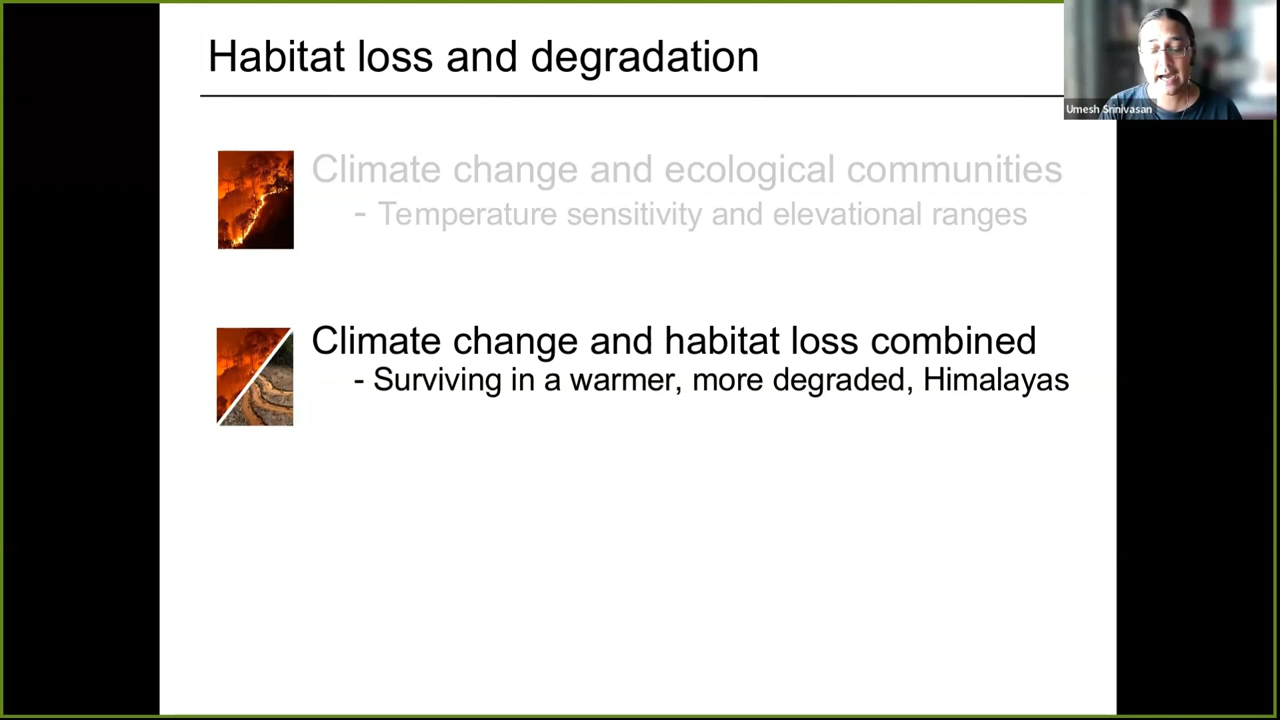 Habitat loss and degradation
Umesh Srinivasan
Climate change and ecological communities
- Temperature sensitivity and elevational ranges
Climate change and habitat loss combined
- Surviving in a warmer, more degraded, Himalayas